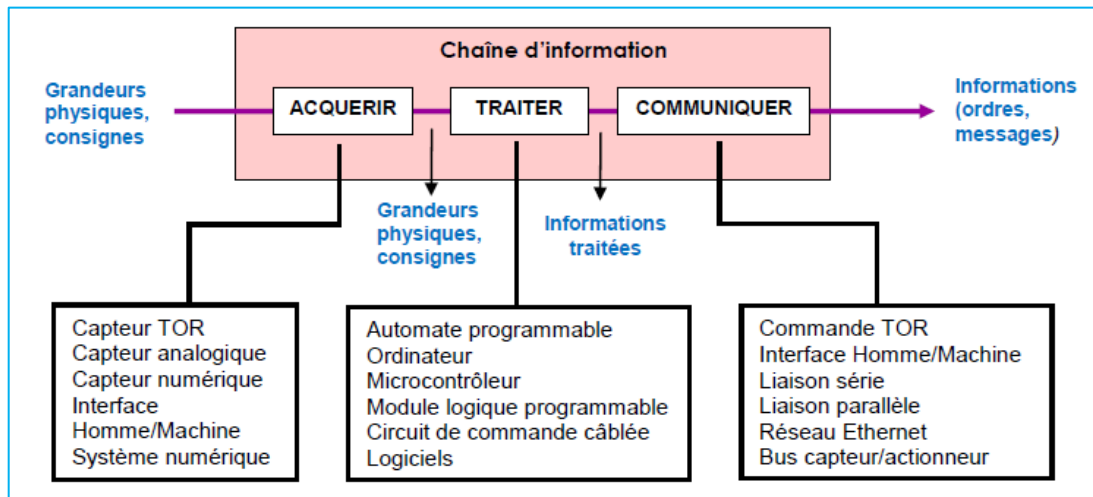 Chaîne d'information
Grandeurs
physiques,
consignes
ACQUERIR
TRAITER
COMMUNIQUER
Informations
(ordres,
messages)
Grandeurs
physiques,
consignes
Informations
traitées
Capteur TOR
Capteur analogique
Capteur numérique
Interface
Homme/Machine
Système numérique
Automate programmable
Ordinateur
Microcontrôleur
Module logique programmable
Circuit de commande câblée
Logiciels
Commande TOR
Interface Homme/Machine
Liaison série
Liaison parallèle
Réseau Ethernet
Bus capteur/actionneur